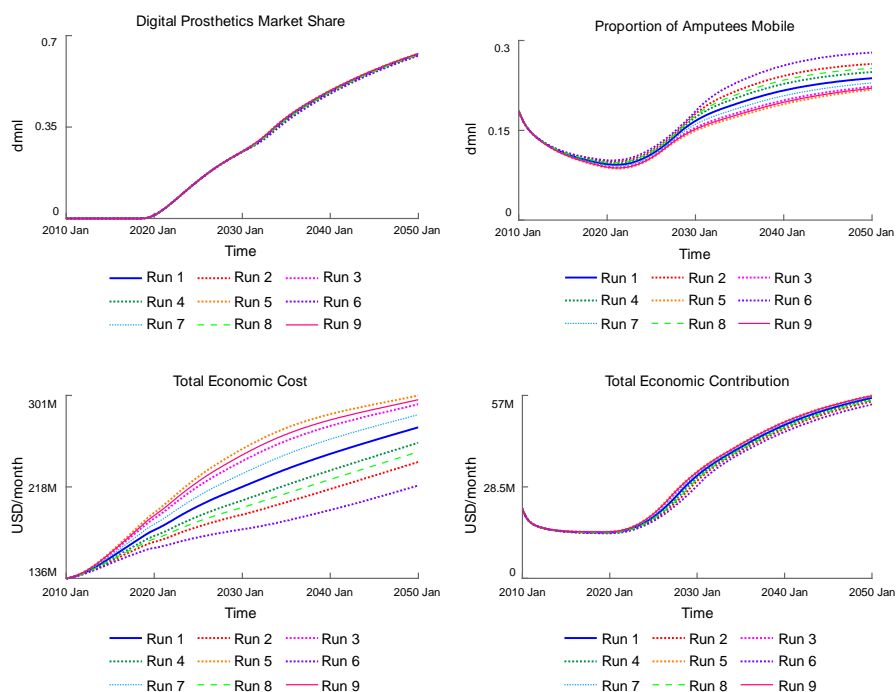 Digital Prosthetics Market Share
0.7
0.35
0
dmnl
2010 Jan 2020 Jan 2030 Jan 2040 Jan 2050 Jan
Time
Run 1 Run 2 Run 3
Run 4 Run 5 Run 6
Run 7 Run 8 Run 9
Proportion of Amputees Mobile
0.3
0.15
0
dmnl
2010 Jan 2020 Jan 2030 Jan 2040 Jan 2050 Jan
Time
Run 1 Run 2 Run 3
Run 4 Run 5 Run 6
Run 7 Run 8 Run 9
Total Economic Cost
301M
218M
136M
USD/month
2010 Jan 2020 Jan 2030 Jan 2040 Jan 2050 Jan
Time
Run 1 Run 2 Run 3
Run 4 Run 5 Run 6
Run 7 Run 8 Run 9
Total Economic Contribution
57M
28.5M
0
USD/month
2010 Jan 2020 Jan 2030 Jan 2040 Jan 2050 Jan
Time
Run 1 Run 2 Run 3
Run 4 Run 5 Run 6
Run 7 Run 8 Run 9